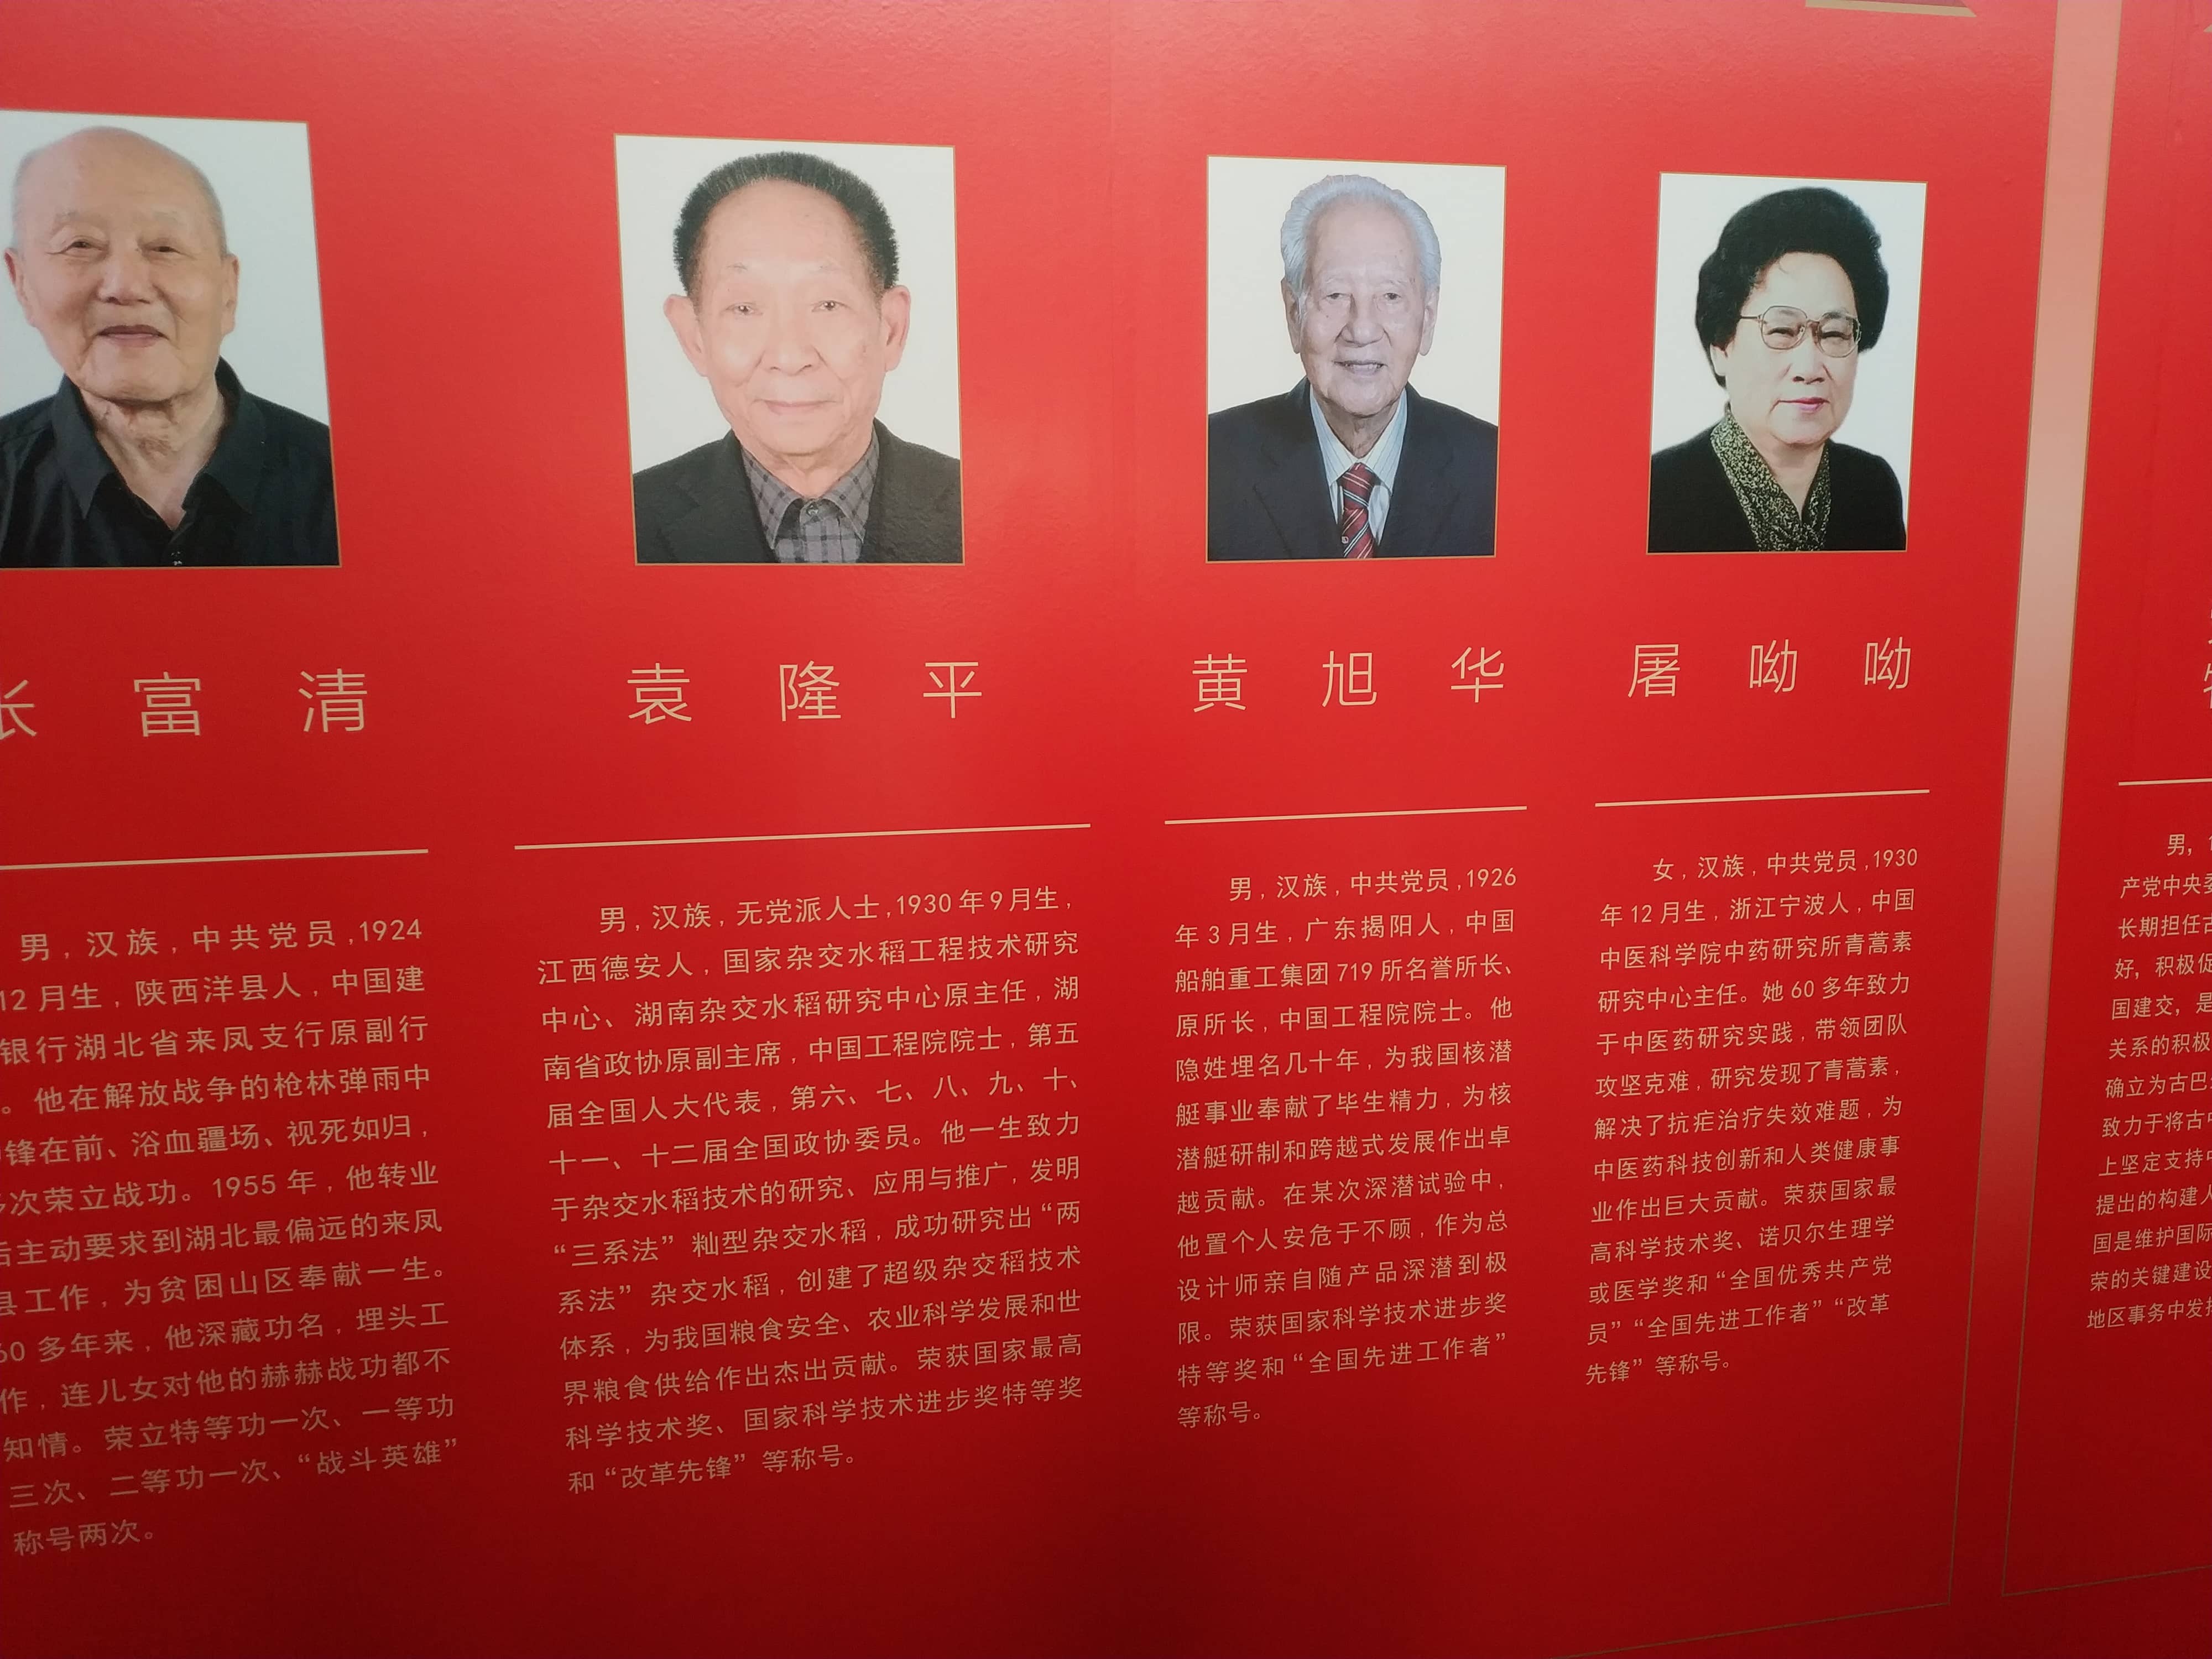 长 富 清
男，汉族，中共党员，1924
12月生，陕西洋县人，中国建
银行湖北省来凤支行原副行
。他在解放战争的枪林弹雨中
锋在前、浴血疆场、视死如归，
多次荣立战功。1955年，他转业
后主动要求到湖北最偏远的来凤
县工作，为贫困山区奉献一生。
60多年来，他深藏功名，埋头工
作，连儿女对他的赫赫战功都不
知情。荣立特等功一次、一等功
三次、二等功一次、“战斗英雄”
称号两次。
袁 隆 平
男，汉族，无党派人士，1930年9月生，
江西德安人，国家杂交水稻工程技术研究
中心、湖南杂交水稻研究中心原主任，湖
南省政协原副主席，中国工程院院士，第五
届全国人大代表，第六、七、八、九、十、
十一、十二届全国政协委员。他一生致力
于杂交水稻技术的研究、应用与推广，发明
“三系法”籼型杂交水稻，成功研究出“两
系法”杂交水稻，创建了超级杂交稻技术
体系，为我国粮食安全、农业科学发展和世
界粮食供给作出杰出贡献。荣获国家最高
科学技术奖、国家科学技术进步奖特等奖
和“改革先锋”等称号。
黄 旭 华
男，汉族，中共党员，1926
年3月生，广东揭阳人，中国
船舶重工集团719所名誉所长、
原所长，中国工程院院士。他
隐姓埋名几十年，为我国核潜
艇事业奉献了毕生精力，为核
潜艇研制和跨越式发展作出卓
越贡献。在某次深潜试验中，
他置个人安危于不顾，作为总
设计师亲自随产品深潜到极
限。荣获国家科学技术进步奖
特等奖和“全国先进工作者”
等称号。
屠 呦 呦
女，汉族，中共党员，1930
年12月生，浙江宁波人，中国
中医科学院中药研究所青蒿素
研究中心主任。她60多年致力
于中医药研究实践，带领团队
攻坚克难，研究发现了青蒿素，
解决了抗疟治疗失效难题，为
中医药科技创新和人类健康事
业作出巨大贡献。荣获国家最
高科学技术奖、诺贝尔生理学
或医学奖和“全国优秀共产党
员”“全国先进工作者”“改革
先锋”等称号。
男，
产党中央委
长期担任古
好，积极促
国建交，是
关系的积极
确立为古巴
致力于将古
上坚定支持中
提出的构建人
国是维护国际
荣的关键建设
地区事务中发挥